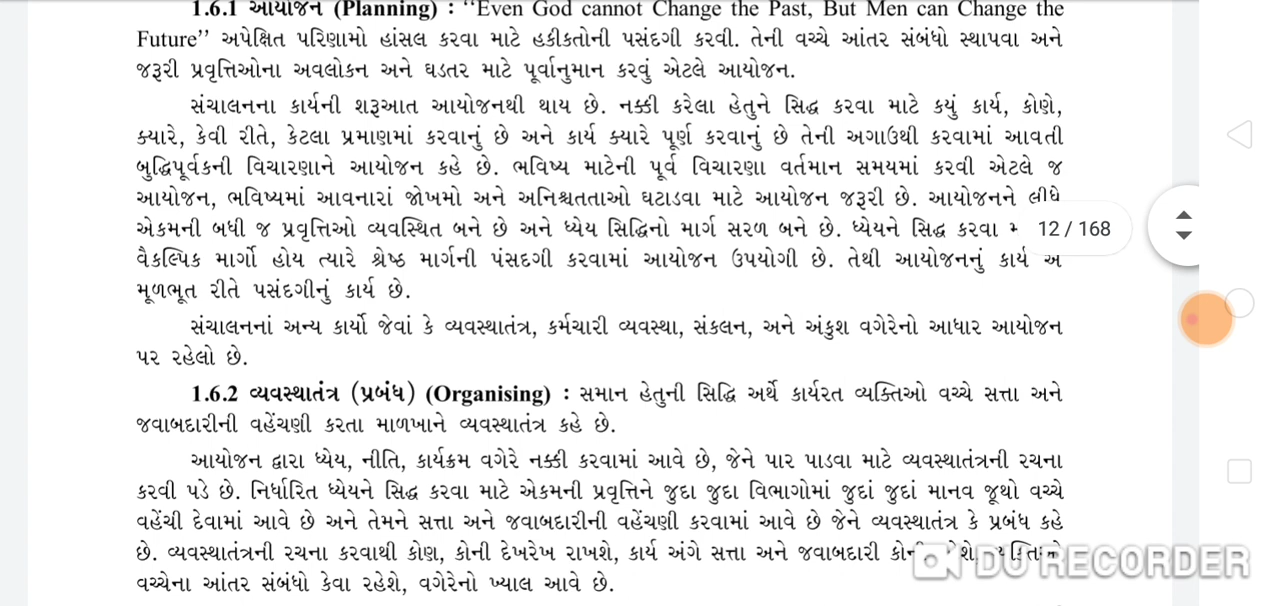 1.6.1 આયોજન (Planning) : "Even God cannot Change the Past, But Men can Change the
Future" અપેક્ષિત પરિણામો હાંસલ કરવા માટે હકીકતોની પસંદગી કરવી. તેની વચ્ચે આંતર સંબંધો સ્થાપવા અને
જરૂરી પ્રવૃત્તિઓના અવલોકન અને ઘડતર માટે પૂર્વાનુમાન કરવું એટલે આયોજન.
સંચાલનના કાર્યની શરૂઆત આયોજનથી થાય છે. નક્કી કરેલા હેતુને સિદ્ધ કરવા માટે કયું કાર્ય, કોણે,
ક્યારે, કેવી રીતે, કેટલા પ્રમાણમાં કરવાનું છે અને કાર્ય ક્યારે પૂર્ણ કરવાનું છે તેની અગાઉથી કરવામાં આવતી
બુદ્ધિપૂર્વકની વિચારણાને આયોજન કહે છે. ભવિષ્ય માટેની પૂર્વ વિચારણા વર્તમાન સમયમાં કરવી એટલે જ
આયોજન, ભવિષ્યમાં આવનારાં જોખમો અને અનિશ્ચતતાઓ ઘટાડવા માટે આયોજન જરૂરી છે. આયોજનને લીધે
એકમની બધી જ પ્રવૃત્તિઓ વ્યવસ્થિત બને છે અને ધ્યેય સિદ્ધિનો માર્ગ સરળ બને છે. ધ્યેયને સિદ્ધ કરવા 12 / 168
વૈકલ્પિક માર્ગો હોય ત્યારે શ્રેષ્ઠ માર્ગની પંસદગી કરવામાં આયોજન ઉપયોગી છે. તેથી આયોજનનું કાર્ય એ
મૂળભૂત રીતે પસંદગીનું કાર્ય છે.
સંચાલનનાં અન્ય કાર્યો જેવાં કે વ્યવસ્થાતંત્ર, કર્મચારી વ્યવસ્થા, સંકલન, અને અંકુશ વગેરેનો આધાર આયોજન
પર રહેલો છે.
1.6.2 વ્યવસ્થાતંત્ર (પ્રબંધ) (Organising) : સમાન હેતુની સિદ્ધિ અર્થે કાર્યરત વ્યક્તિઓ વચ્ચે સત્તા અને
જવાબદારીની વહેંચણી કરતા માળખાને વ્યવસ્થાતંત્ર કહે છે.
આયોજન દ્વારા ધ્યેય, નીતિ, કાર્યક્રમ વગેરે નક્કી કરવામાં આવે છે, જેને પાર પાડવા માટે વ્યવસ્થાતંત્રની રચના
કરવી પડે છે. નિર્ધારિત ધ્યેયને સિદ્ધ કરવા માટે એકમની પ્રવૃત્તિને જુદા જુદા વિભાગોમાં જુદાં જુદાં માનવ જૂથો વચ્ચે
વહેંચી દેવામાં આવે છે અને તેમને સત્તા અને જવાબદારીની વહેંચણી કરવામાં આવે છે જેને વ્યવસ્થાતંત્ર કે પ્રબંધ કહે
છે. વ્યવસ્થાતંત્રની રચના કરવાથી કોણ, કોની દેખરેખ રાખશે, કાર્ય અંગે સત્તા અને જવાબદારી
વચ્ચેના આંતર સંબંધો કેવા રહેશે, વગેરેનો ખ્યાલ આવે છે.
DU RECORDER